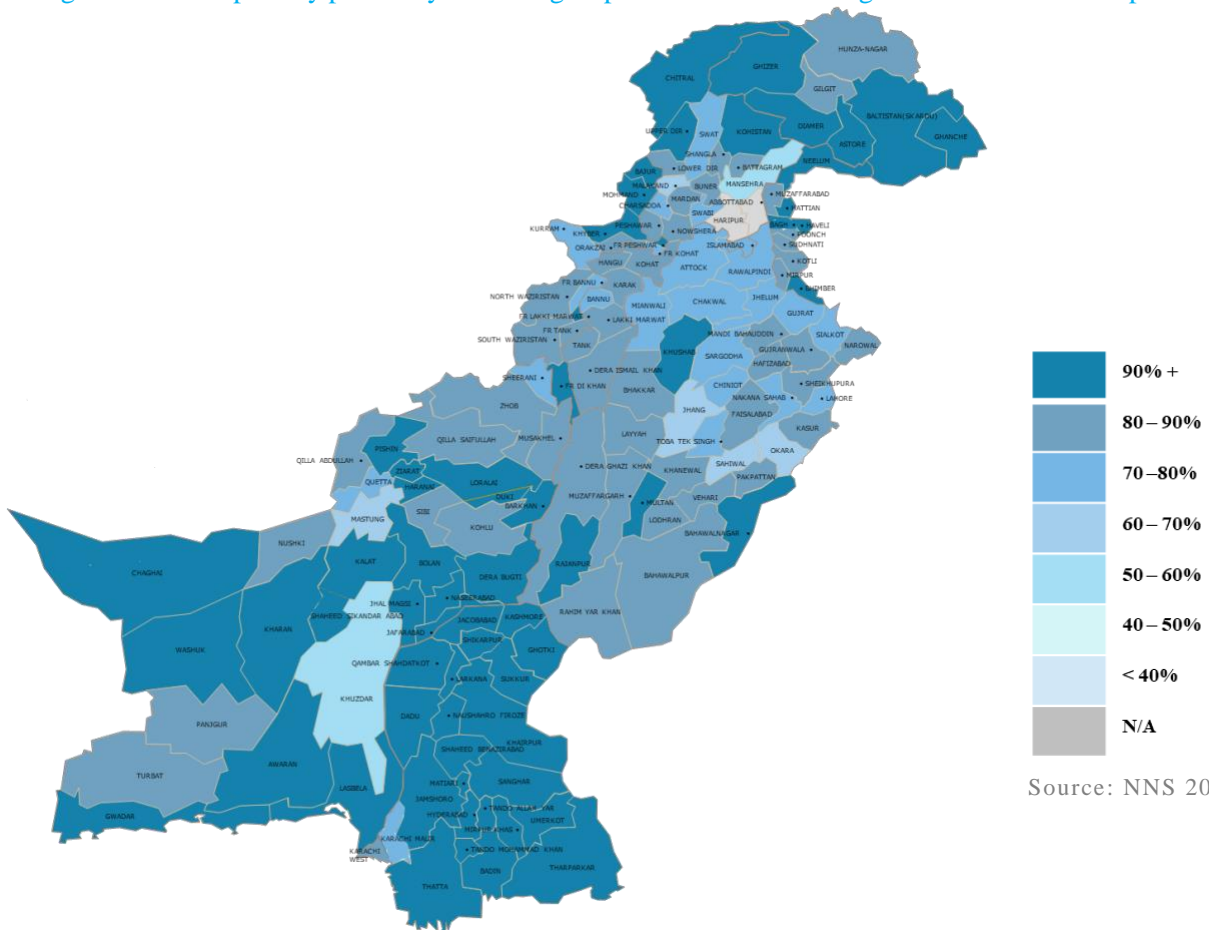 HUNZA-NAGAR
GHIZER
CHITRAL
GILGIT
BALTISTAN(SKARDU)
UPPER DIR
SWAT
KOHISTAN
DIAMER
GHANCHE
ASTORE
SHANGLA
NEELUM
LOWER DIR
BATTAGRAM
BAJUR
MALAKAND
BUNER
MANSEHRA
MOHMAND
MARDAN
ABBOTTABAD
MUZAFFARABAD
CHARSADDA
SWABI
HATTIAN
HARIPUR
KURRAM
KHYBER
PESHAWAR
NOWSHERA
BAGH
HAVELI
POONCH
ORAKZAI
FR PESHWAR
ISLAMABAD
SUDHNATI
HANGU
KOHAT
FR KOHAT
ATTOCK
RAWALPINDI
KOTLI
MIRPUR
FR BANNU
KARAK
BHIMBER
NORTH WAZIRISTAN
BANNU
MIANWALI
CHAKWAL
JHELUM
GUJRAT
FR LAKKI MARWAT
LAKKI MARWAT
FR TANK
MANDI BAHAUDDIN
SIALKOT
SOUTH WAZIRISTAN
TANK
KHUSHAB
SARGODHA
GUJRANWALA
NAROWAL
HAFIZABAD
DERA ISMAIL KHAN
SHEERANI
FR DI KHAN
BHAKKAR
CHINIOT
SHEIKHUPURA
NAKANA SAHAB
LAHORE
ZHOB
JHANG
FAISALABAD
KASUR
QILLA SAIFULLAH
MUSAKHEL
LAYYAH
TOBA TEK SINGH
OKARA
PISHIN
QILLA ABDULLAH
ZIARAT
DERA GHAZI KHAN
KHANEWAL
SAHIWAL
PAKPATTAN
QUETTA
HARANAI
LORALAI
DUKI
BARKHAN
MUZAFFARGARH
MULTAN
VEHARI
MASTUNG
SIBI
KOHLU
LODHRAN
BAHAWALNAGAR
NUSHKI
KALAT
BOLAN
DERA BUGTI
RAJANPUR
BAHAWALPUR
CHAGHAI
JHAL MAGSI
NASEERABAD
RAHIM YAR KHAN
SHAHEED SIKANDAR ABAD
JACOBABAD
KASHMORE
KHARAN
JAFARABAD
SHIKARPUR
GHOTKI
WASHUK
QAMBAR SHAHDATKOT
LARKANA
SUKKUR
KHUZDAR
PANJGUR
DADU
NAUSHAHRO FIROZE
KHAIRPUR
SHAHEED BENAZIRABAD
TURBAT
AWARAN
LASBELA
MATIARI
SANGHAR
JAMSHORO
TANDO ALLAH YAR
GWADAR
HYDERABAD
UMERKOT
MIRPUR KHAS
KARACHI MALIR
KARACHI
WEST
TANDO MOHAMMAD KHAN
BADIN
THARPARKAR
THATTA
90% +
80 – 90%
70 –80%
60 – 70%
50 – 60%
40 – 50%
< 40%
N/A
Source: NNS 20